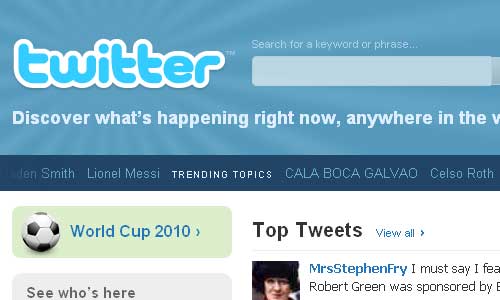 twitter™
Search for a keyword or phrase...
Discover what's happening right now, anywhere in the
den Smith Lionel Messi TRENDING TOPICS CALA BOCA GALVAO Celso Roth
World Cup 2010 ›
Top Tweets View all ›
MrsStephenFry I must say I fea
Robert Green was sponsored by
See who's here